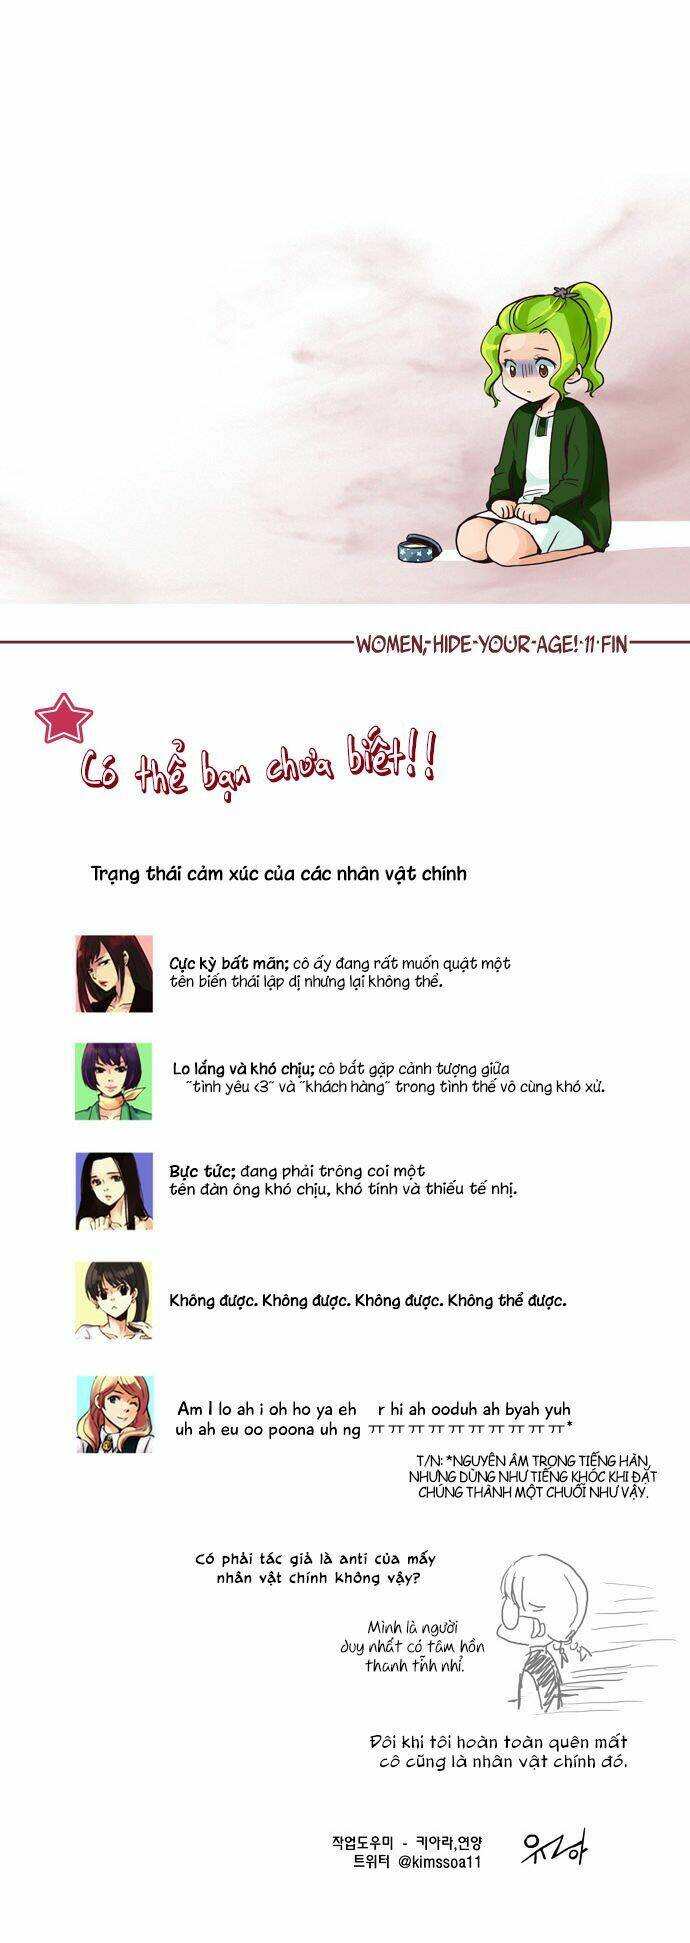 WOMEN, HIDE YOUR AGE! 11 FIN
Có thể bạn chưa biết!!
Trạng thái cảm xúc của các nhân vật chính
Cực kỳ bất mãn; cô ấy đang rất muốn quật một
tên biến thái lập dị nhưng lại không thể.
Lo lắng và khó chịu; cô bắt gặp cảnh tượng giữa
"tình yêu <3" và "khách hàng" trong tình thế vô cùng khó xử.
Bực tức; đang phải trông coi một
tên đàn ông khó chịu, khó tính và thiếu tế nhị.
Không được. Không được. Không được. Không thể được.
Am I lo ah i oh ho ya eh r hi ah ooduh ah byah yuh
uh ah eu oo poona uh ng ㅠㅠㅠㅠㅠㅠㅠㅠㅠㅠ*
T/N: *NGUYÊN ÂM TRONG TIẾNG HÀN,
NHƯNG DÙNG NHƯ TIẾNG KHÓC KHI ĐẶT
CHÚNG THÀNH MỘT CHUỖI NHƯ VẬY.
Có phải tác giả là anti của mấy
nhân vật chính không vậy?
Mình là người
duy nhất có tâm hồn
thanh tịnh nhỉ.
Đôi khi tôi hoàn toàn quên mất
cô cũng là nhân vật chính đó.
작업도우미 - 키아라,연양
트위터 @kimssoa11